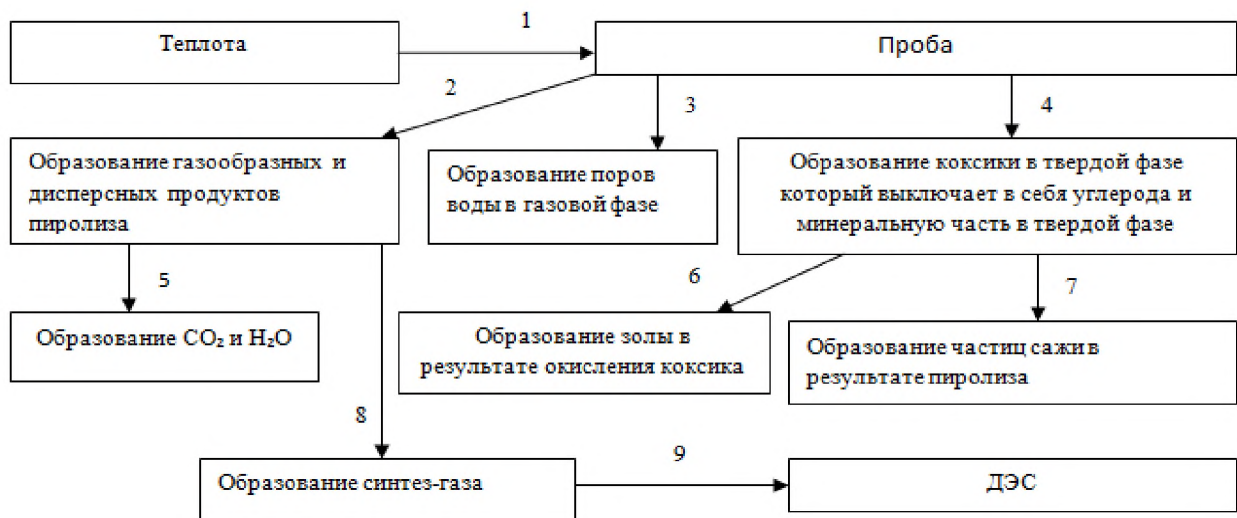 1
Теплота
Проба
2
3
4
Образование газообразных и
дисперсных продуктов
пиролиза
Образование поров
воды в газовой фазе
Образование коксики в твердой фазе
который выключает в себя углерода и
минеральную часть в твердой фазе
5
6
7
Образование CO₂ и H₂O
Образование золы в
результате окисления коксика
Образование частиц сажи в
результате пиролиза
8
9
Образование синтез-газа
ДЭС